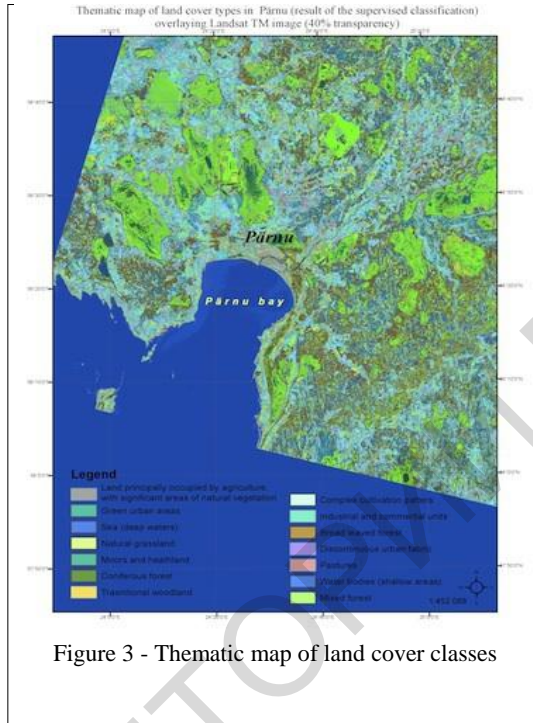 Thematic map of land cover types in Pärnu (result of the supervised classification)
overlaying Landsat TM image (40% transparency)
Pärnu
Pärnu bay
Legend
Land principally occupied by agriculture,
with significant areas of natural vegetation
Green urban areas
Sea (deep waters)
Natural grassland
Moors and heathland
Coniferous forest
Transitional woodland
Complex cultivation pattern
Industrial and commertial units
Broad leaved forest
Discontinuous urban fabric
Pastures
Water bodies (shallow areas)
Mixed forest
Figure 3 - Thematic map of land cover classes